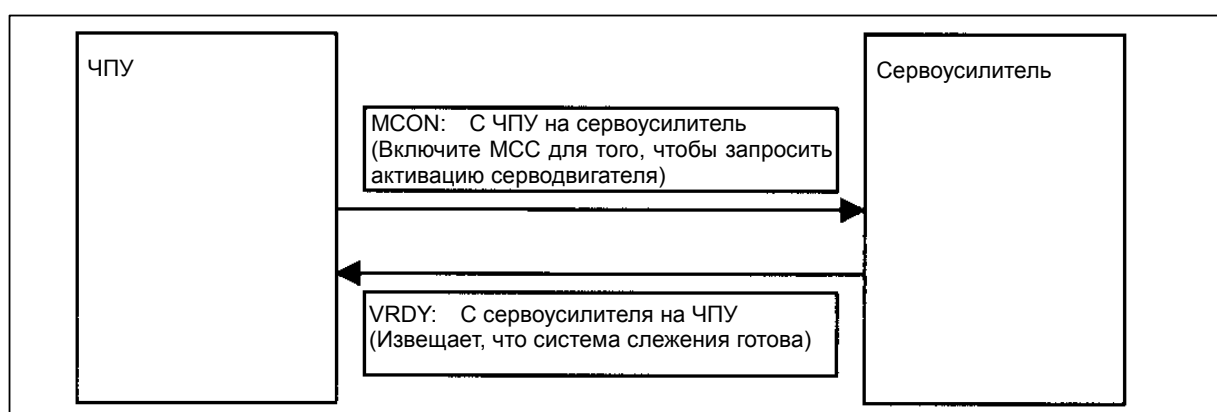 ЧПУ
Сервоусилитель
MCON: С ЧПУ на сервоусилитель
(Включите МСС для того, чтобы запросить
активацию серводвигателя)
VRDY: С сервоусилителя на ЧПУ
(Извещает, что система слежения готова)